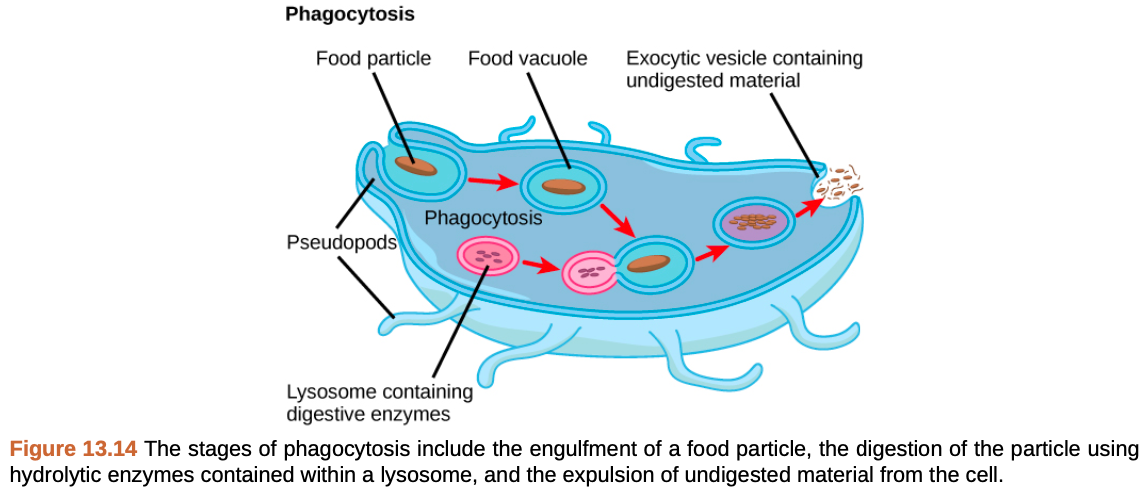 Phagocytosis
Food particle
Food vacuole
Exocytic vesicle containing
undigested material
Phagocytosis
Pseudopods
Lysosome containing
digestive enzymes
Figure 13.14 The stages of phagocytosis include the engulfment of a food particle, the digestion of the particle using
hydrolytic enzymes contained within a lysosome, and the expulsion of undigested material from the cell.